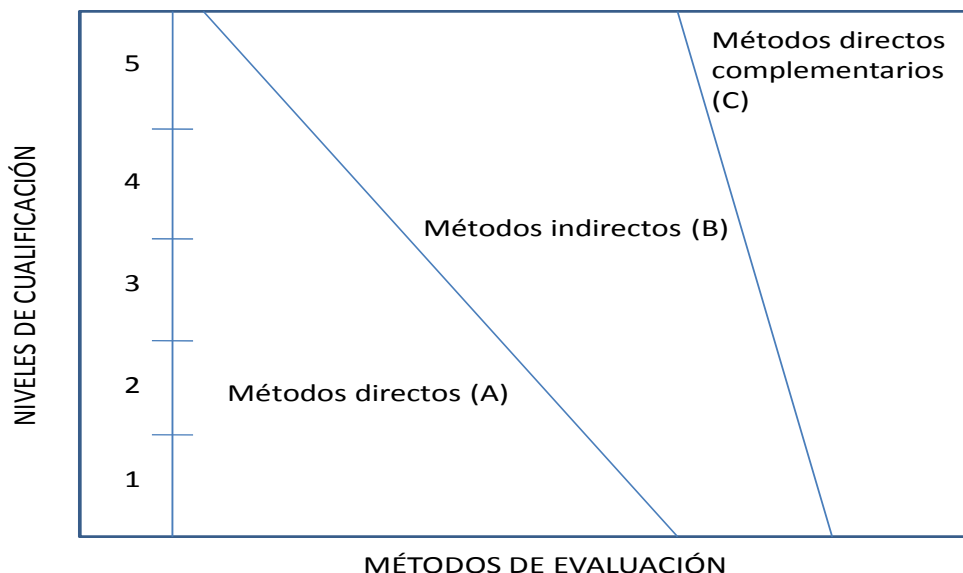 NIVELES DE CUALIFICACIÓN
5
4
3
2
1
Métodos directos
complementarios
(C)
Métodos indirectos (B)
Métodos directos (A)
MÉTODOS DE EVALUACIÓN